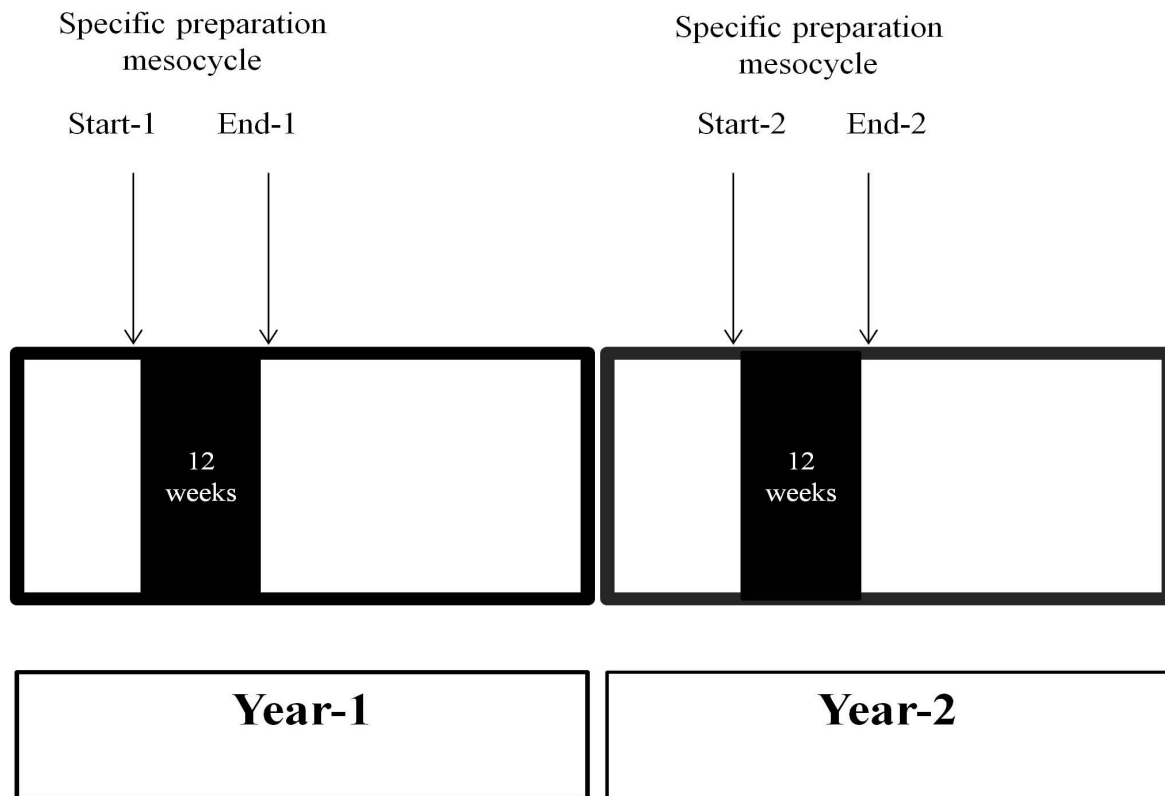 Specific preparation
mesocycle
Start-1
End-1
Specific preparation
mesocycle
Start-2
End-2
12
weeks
12
weeks
Year-1
Year-2